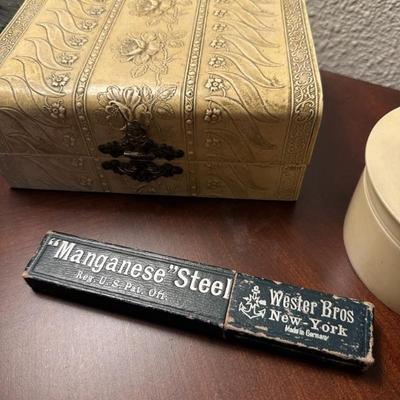 "Manganese" Steel
Reg. U. S. Pat. Off.
Wester Bros
New-York
Made in Germany